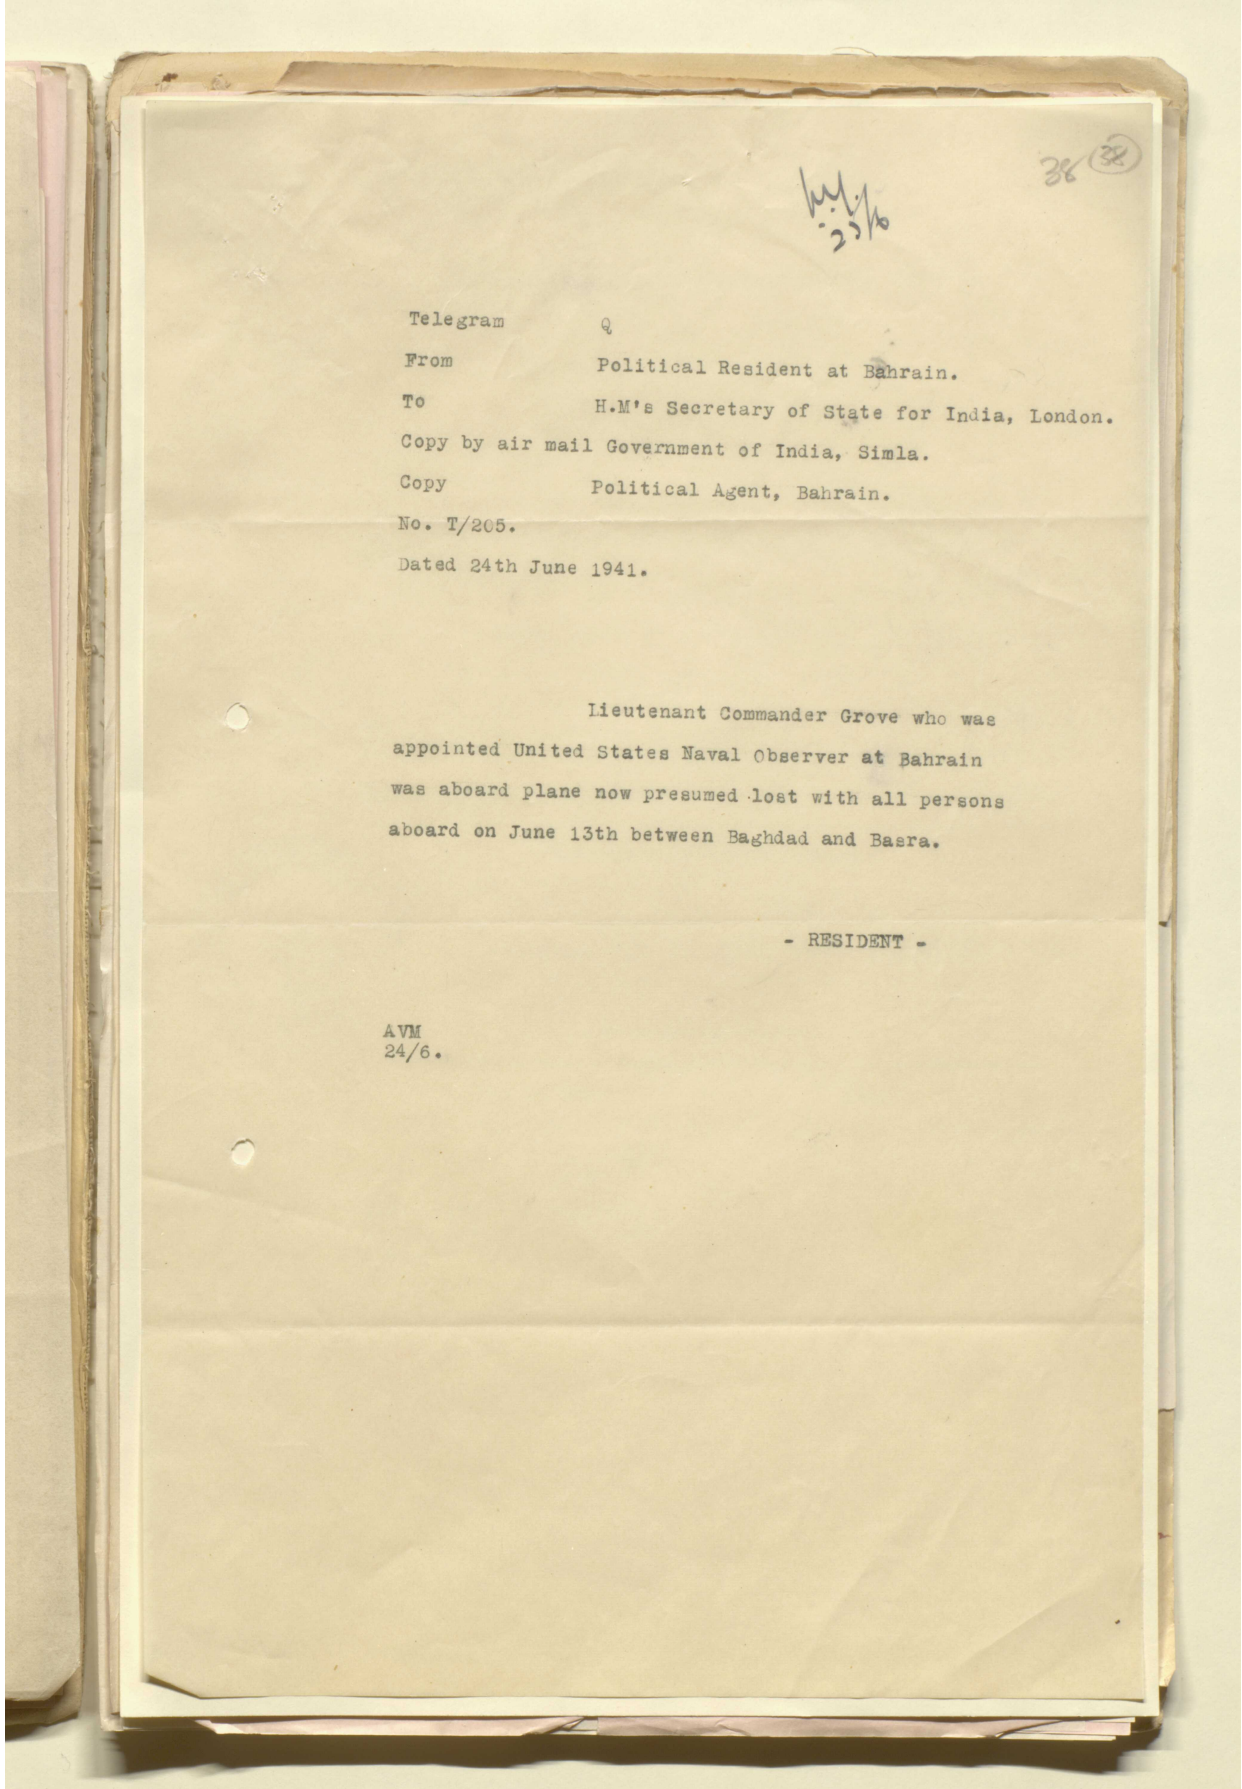 38 38
23/6
Telegram Q
From Political Resident at Bahrain.
To H.M's Secretary of State for India, London.
Copy by air mail Government of India, Simla.
Copy Political Agent, Bahrain.
No. T/205.
Dated 24th June 1941.
Lieutenant Commander Grove who was
appointed United States Naval Observer at Bahrain
was aboard plane now presumed lost with all persons
aboard on June 13th between Baghdad and Basra.
- RESIDENT -
AVM
24/6.